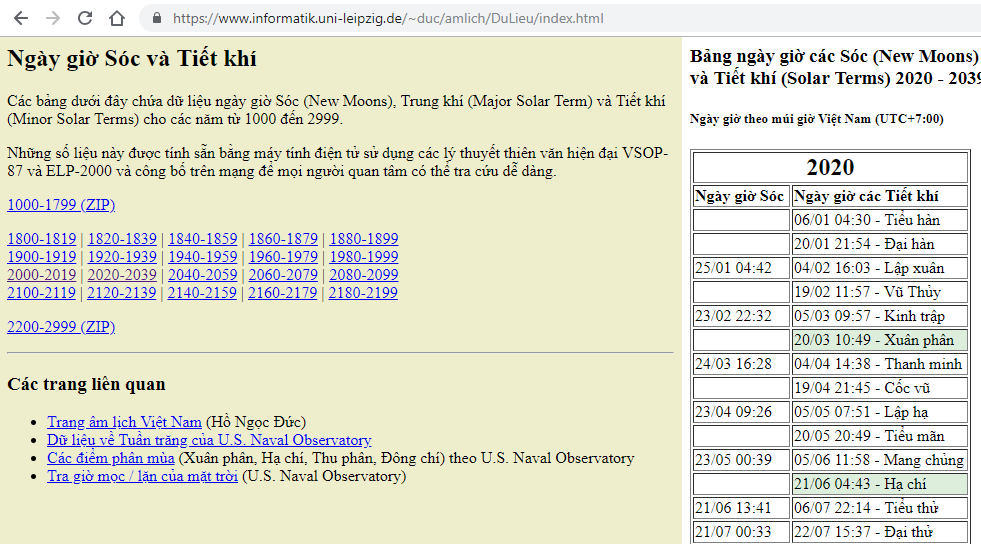 https://www.informatik.uni-leipzig.de/~duc/amlich/DuLieu/index.html
Ngày giờ Sóc và Tiết khí
Các bảng dưới đây chứa dữ liệu ngày giờ Sóc (New Moons), Trung khí (Major Solar Term) và Tiết khí
(Minor Solar Terms) cho các năm từ 1000 đến 2999.
Những số liệu này được tính sẵn bằng máy tính điện tử sử dụng các lý thuyết thiên văn hiện đại VSOP-
87 và ELP-2000 và công bố trên mạng để mọi người quan tâm có thể tra cứu dễ dàng.
1000-1799 (ZIP)
1800-1819 | 1820-1839 | 1840-1859 | 1860-1879 | 1880-1899
1900-1919 | 1920-1939 | 1940-1959 | 1960-1979 | 1980-1999
2000-2019 | 2020-2039 | 2040-2059 | 2060-2079 | 2080-2099
2100-2119 | 2120-2139 | 2140-2159 | 2160-2179 | 2180-2199
2200-2999 (ZIP)
Các trang liên quan
Trang âm lịch Việt Nam (Hồ Ngọc Đức)
Dữ liệu về Tuần trăng của U.S. Naval Observatory
Các điểm phân mùa (Xuân phân, Hạ chí, Thu phân, Đông chí) theo U.S. Naval Observatory
Tra giờ mọc / lặn của mặt trời (U.S. Naval Observatory)
Bảng ngày giờ các Sóc (New Moons)
và Tiết khí (Solar Terms) 2020 - 2039
Ngày giờ theo múi giờ Việt Nam (UTC+7:00)
2020
Ngày giờ Sóc Ngày giờ các Tiết khí
06/01 04:30 - Tiểu hàn
20/01 21:54 - Đại hàn
25/01 04:42 04/02 16:03 - Lập xuân
19/02 11:57 - Vũ Thủy
23/02 22:32 05/03 09:57 - Kinh trập
20/03 10:49 - Xuân phân
24/03 16:28 04/04 14:38 - Thanh minh
19/04 21:45 - Cốc vũ
23/04 09:26 05/05 07:51 - Lập hạ
20/05 20:49 - Tiểu mãn
23/05 00:39 05/06 11:58 - Mang chủng
21/06 04:43 - Hạ chí
21/06 13:41 06/07 22:14 - Tiểu thử
21/07 00:33 22/07 15:37 - Đại thử